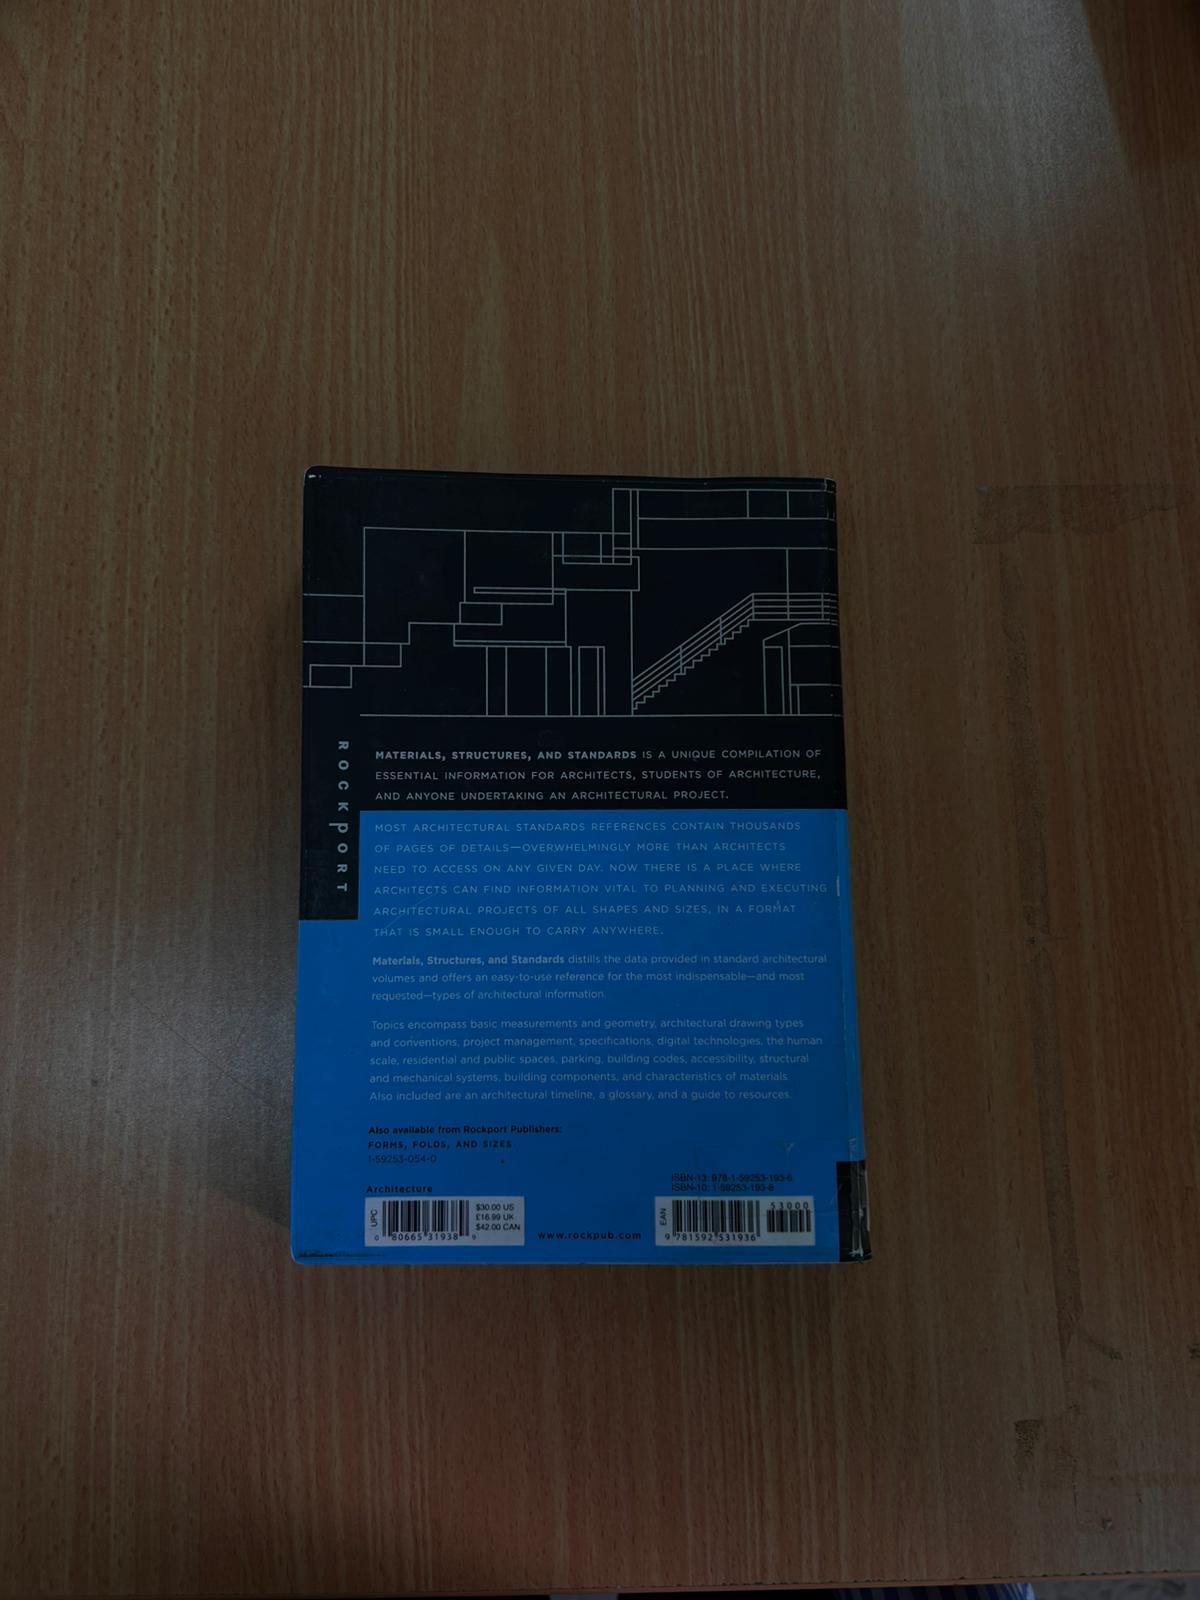 ROCKPORT
MATERIALS, STRUCTURES, AND STANDARDS IS A UNIQUE COMPILATION OF
ESSENTIAL INFORMATION FOR ARCHITECTS, STUDENTS OF ARCHITECTURE,
AND ANYONE UNDERTAKING AN ARCHITECTURAL PROJECT.
MOST ARCHITECTURAL STANDARDS REFERENCES CONTAIN THOUSANDS
OF PAGES OF DETAILS—OVERWHELMINGLY MORE THAN ARCHITECTS
NEED TO ACCESS ON ANY GIVEN DAY. NOW THERE IS A PLACE WHERE
ARCHITECTS CAN FIND INFORMATION VITAL TO PLANNING AND EXECUTING
ARCHITECTURAL PROJECTS OF ALL SHAPES AND SIZES, IN A FORMAT
THAT IS SMALL ENOUGH TO CARRY ANYWHERE.
Materials, Structures, and Standards distills the data provided in standard architectural
volumes and offers an easy-to-use reference for the most indispensable—and most
requested—types of architectural information.
Topics encompass basic measurements and geometry, architectural drawing types
and conventions, project management, specifications, digital technologies, the human
scale, residential and public spaces, parking, building codes, accessibility, structural
and mechanical systems, building components, and characteristics of materials.
Also included are an architectural timeline, a glossary, and a guide to resources.
Also available from Rockport Publishers:
FORMS, FOLDS, AND SIZES
1-59253-054-0
ISBN-13: 978-1-59253-193-6
ISBN-10: 1-59253-193-8
Architecture
UPC
0 80665 31938 9
$30.00 US
£16.99 UK
$42.00 CAN
www.rockpub.com
EAN
9 781592 531936
53000